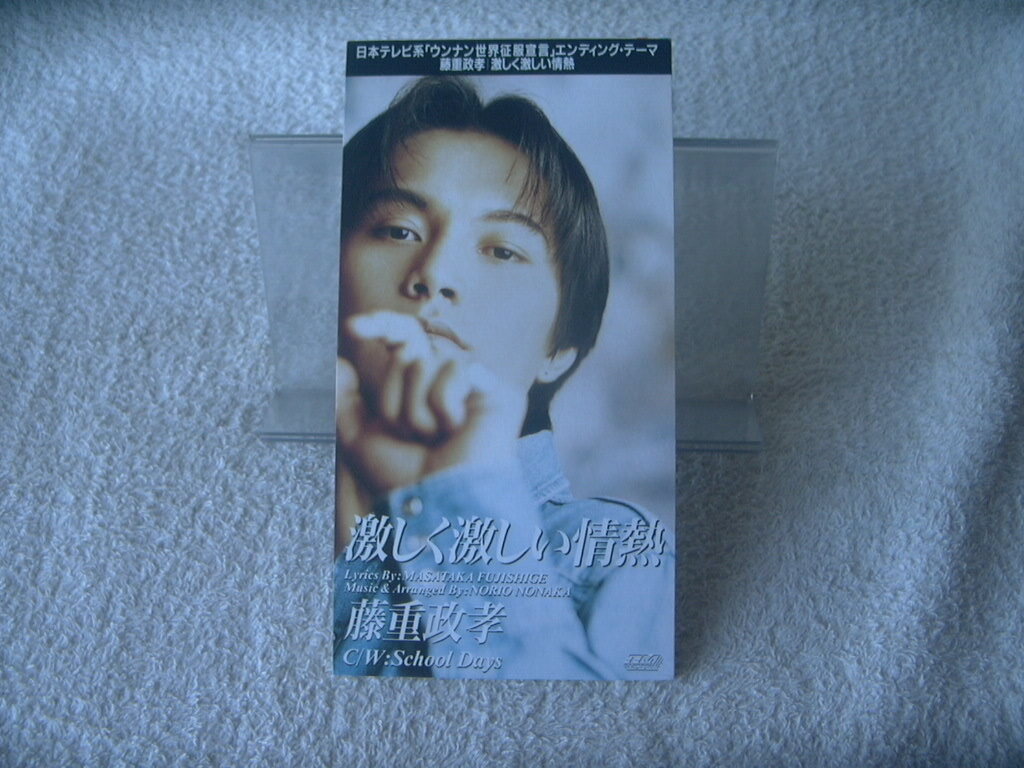 日本テレビ系「ウンナン世界征服宣言」エンディング・テーマ
藤重政孝 激しく激しい情熱
激しく激しい情熱
Lyrics By:MASATAKA FUJISHIGE
Music & Arranged By:NORIO NONAKA
藤重政孝
C/W:School Days